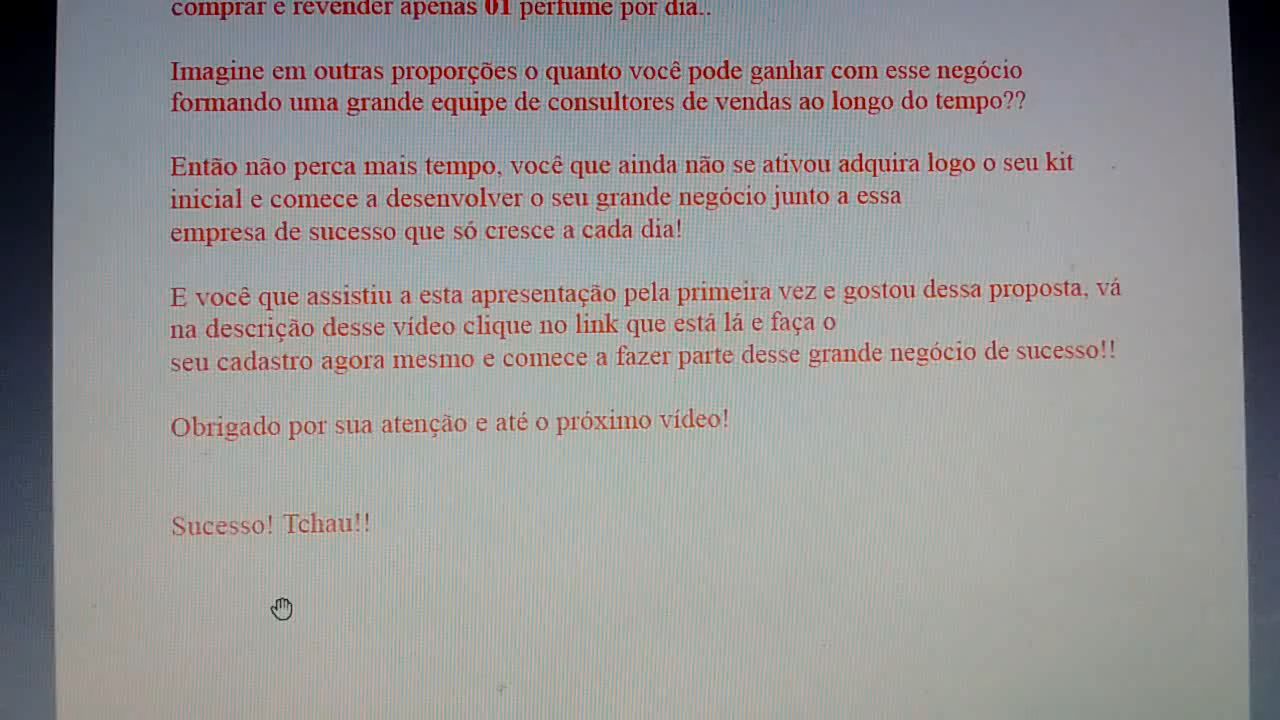 comprar e revender apenas 01 perfume por dia..
Imagine em outras proporções o quanto você pode ganhar com esse negócio
formando uma grande equipe de consultores de vendas ao longo do tempo??
Então não perca mais tempo, você que ainda não se ativou adquira logo o seu kit
inicial e comece a desenvolver o seu grande negócio junto a essa
empresa de sucesso que só cresce a cada dia!
E você que assistiu a esta apresentação pela primeira vez e gostou dessa proposta, vá
na descrição desse vídeo clique no link que está lá e faça o
seu cadastro agora mesmo e comece a fazer parte desse grande negócio de sucesso!!
Obrigado por sua atenção e até o próximo vídeo!
Sucesso! Tchau!!